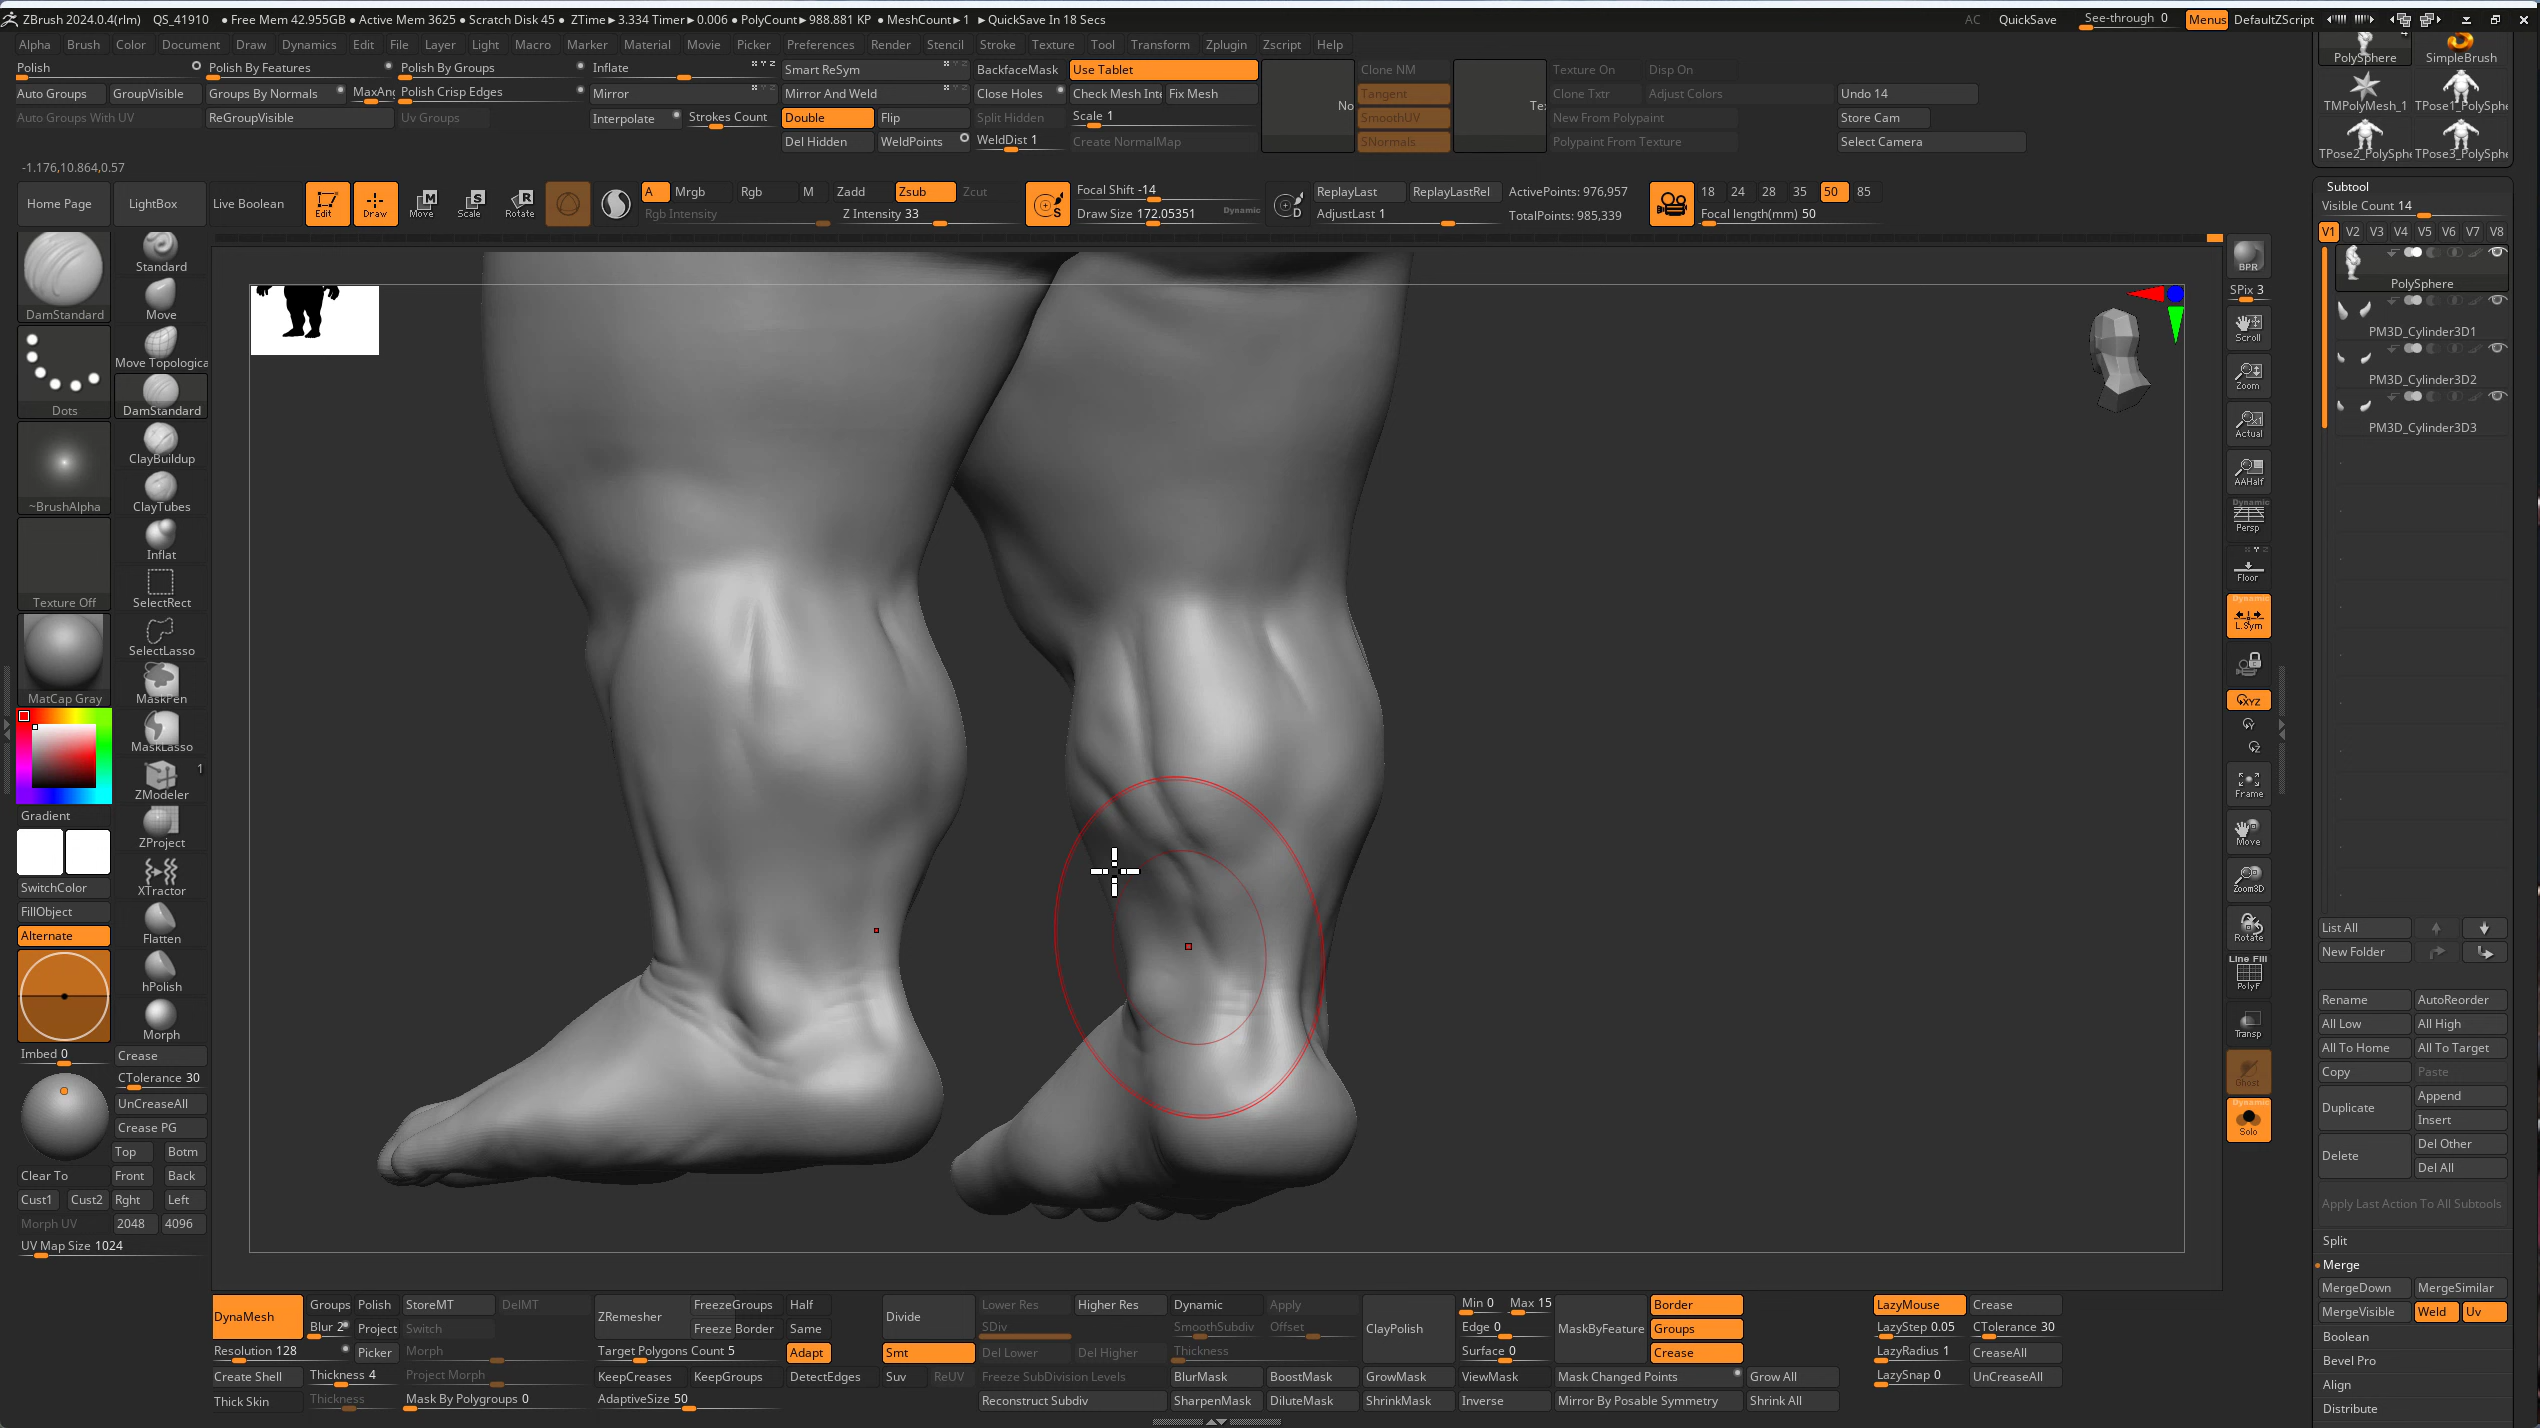 ZBrush 2024.0.4(rlm) QS_41910 ● Free Mem 42.955GB ● Active Mem 3625 ● Scratch Disk 45 ● ZTime►3.334 Timer►0.006 ● PolyCount►988.881 KP ● MeshCount►1 ►QuickSave In 18 Secs AC QuickSave See-through 0 Menus DefaultZScript
Alpha Brush Color Document Draw Dynamics Edit File Layer Light Macro Marker Material Movie Picker Preferences Render Stencil Stroke Texture Tool Transform Zplugin Zscript Help
Polish Polish By Features Polish By Groups Inflate Smart ReSym BackfaceMask Use Tablet Clone NM Texture On Disp On
Auto Groups GroupVisible Groups By Normals MaxAn Polish Crisp Edges Mirror Mirror And Weld Close Holes Check Mesh Inte Fix Mesh No Tangent Te: Clone Txtr Adjust Colors Undo 14
Auto Groups With UV ReGroupVisible Uv Groups Interpolate Strokes Count Double Flip Split Hidden Scale 1 SmoothUV New From Polypaint Store Cam
Del Hidden WeldPoints WeldDist 1 Create NormalMap SNormals Polypaint From Texture Select Camera
-1.176,10.864,0.57
Home Page LightBox Live Boolean Edit Draw Move Scale Rotate A Mrgb Rgb M Zadd Zsub Zcut Focal Shift -14 ReplayLast ReplayLastRel ActivePoints: 976,957 18 24 28 35 50 85
Rgb Intensity Z Intensity 33 S Draw Size 172.05351 Dynamic D AdjustLast 1 TotalPoints: 985,339 Focal length(mm) 50
DamStandard
Dots
~BrushAlpha
Texture Off
MatCap Gray
Gradient
SwitchColor
FillObject
Alternate
Imbed 0
Standard
Move
Move Topologica
DamStandard
ClayBuildup
ClayTubes
Inflat
SelectRect
SelectLasso
MaskPen
MaskLasso
ZModeler 1
ZProject
XTractor
Flatten
hPolish
Morph
Crease
CTolerance 30
UnCreaseAll
Crease PG
Top Botm
Clear To Front Back
Cust1 Cust2 Rght Left
Morph UV 2048 4096
UV Map Size 1024
BPR
SPix 3
Scroll
Zoom
Actual
AAHalf
Dynamic
Persp
Floor
Dynamic
L.Sym
XYZ
Frame
Move
Zoom3D
Rotate
Line Fill
PolyF
Transp
Ghost
Dynamic
Solo
4
PolySphere SimpleBrush
TMPolyMesh_1 TPose1_PolySphe
TPose2_PolySphe TPose3_PolySphe
Subtool
Visible Count 14
V1 V2 V3 V4 V5 V6 V7 V8
PolySphere
PM3D_Cylinder3D1
PM3D_Cylinder3D2
PM3D_Cylinder3D3
List All
New Folder
Rename AutoReorder
All Low All High
All To Home All To Target
Copy Paste
Duplicate Append
Insert
Delete Del Other
Del All
Apply Last Action To All Subtools
Split
Merge
MergeDown MergeSimilar
MergeVisible Weld Uv
Boolean
Bevel Pro
Align
Distribute
DynaMesh Groups Polish StoreMT DelMT ZRemesher FreezeGroups Half Divide Lower Res Higher Res Dynamic Apply ClayPolish Min 0 Max 15 MaskByFeature Border LazyMouse Crease
Blur 2 Project Switch Freeze Border Same SDiv SmoothSubdiv Offset Edge 0 Groups LazyStep 0.05 CTolerance 30
Resolution 128 Picker Morph Target Polygons Count 5 Adapt Smt Del Lower Del Higher Thickness Surface 0 Crease LazyRadius 1 CreaseAll
Create Shell Thickness 4 Project Morph KeepCreases KeepGroups DetectEdges Suv ReUV Freeze SubDivision Levels BlurMask BoostMask GrowMask ViewMask Mask Changed Points Grow All LazySnap 0 UnCreaseAll
Thick Skin Thickness Mask By Polygroups 0 AdaptiveSize 50 Reconstruct Subdiv SharpenMask DiluteMask ShrinkMask Inverse Mirror By Posable Symmetry Shrink All